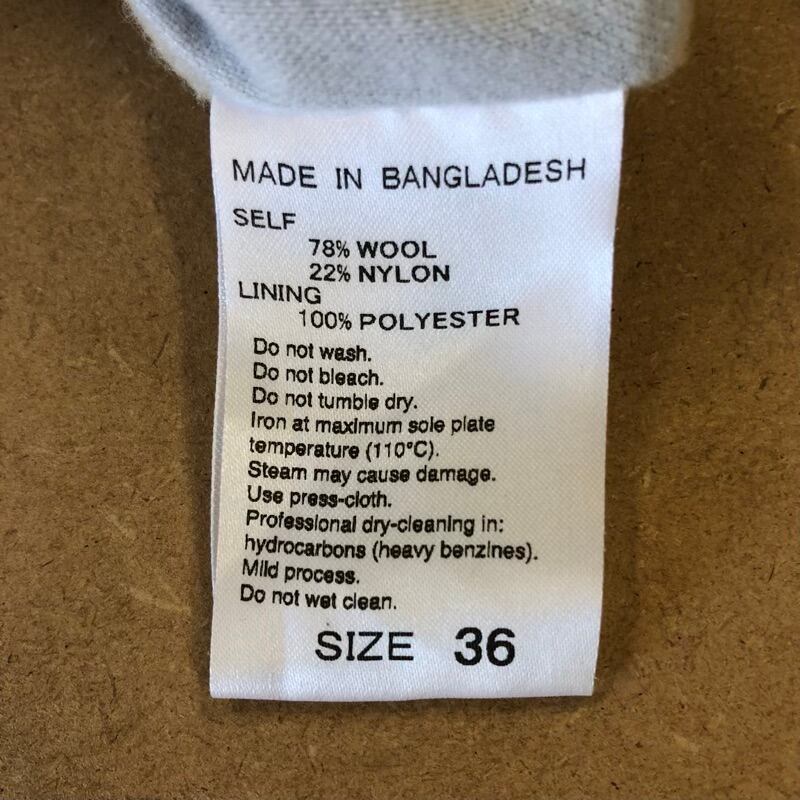 MADE IN BANGLADESH
SELF
78% WOOL
22% NYLON
LINING
100% POLYESTER
Do not wash.
Do not bleach.
Do not tumble dry.
Iron at maximum sole plate
temperature (110°C).
Steam may cause damage.
Use press-cloth.
Professional dry-cleaning in:
hydrocarbons (heavy benzines).
Mild process.
Do not wet clean.
SIZE 36